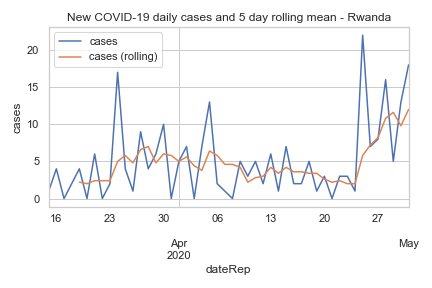 New COVID-19 daily cases and 5 day rolling mean - Rwanda
cases
cases (rolling)
20
15
10
5
0
cases
16 23 30 06 13 20 27
Apr May
2020
dateRep